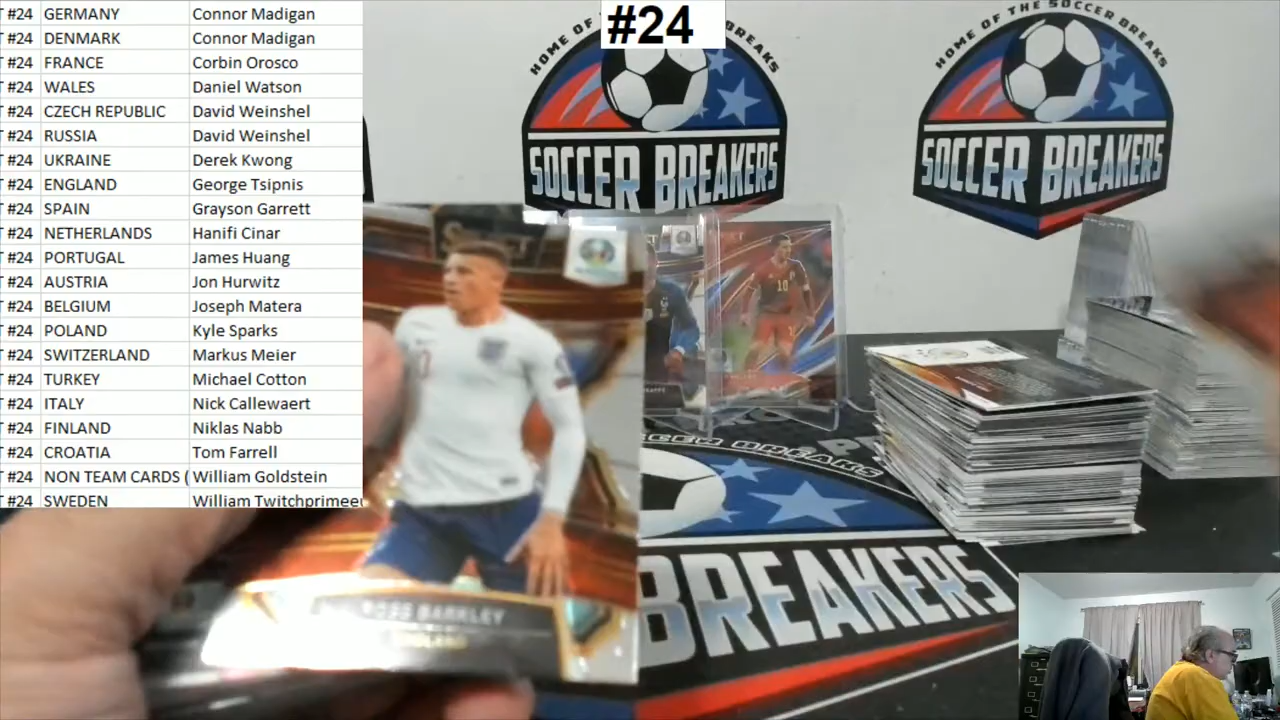 #24
T #24 GERMANY Connor Madigan
T #24 DENMARK Connor Madigan
T #24 FRANCE Corbin Orosco
T #24 WALES Daniel Watson
T #24 CZECH REPUBLIC David Weinshel
T #24 RUSSIA David Weinshel
T #24 UKRAINE Derek Kwong
T #24 ENGLAND George Tsipnis
T #24 SPAIN Grayson Garrett
T #24 NETHERLANDS Hanifi Cinar
T #24 PORTUGAL James Huang
T #24 AUSTRIA Jon Hurwitz
T #24 BELGIUM Joseph Matera
T #24 POLAND Kyle Sparks
T #24 SWITZERLAND Markus Meier
T #24 TURKEY Michael Cotton
T #24 ITALY Nick Callewaert
T #24 FINLAND Niklas Nabb
T #24 CROATIA Tom Farrell
T #24 NON TEAM CARDS ( William Goldstein
T #24 SWEDEN William Twitchprimee
HOME OF BREAKS
SOCCER BREAKERS
HOME OF THE SOCCER BREAKS
SOCCER BREAKERS
10
ROSS BARKLEY
ENGLAND
SOCCER BREAKS
BREAKERS